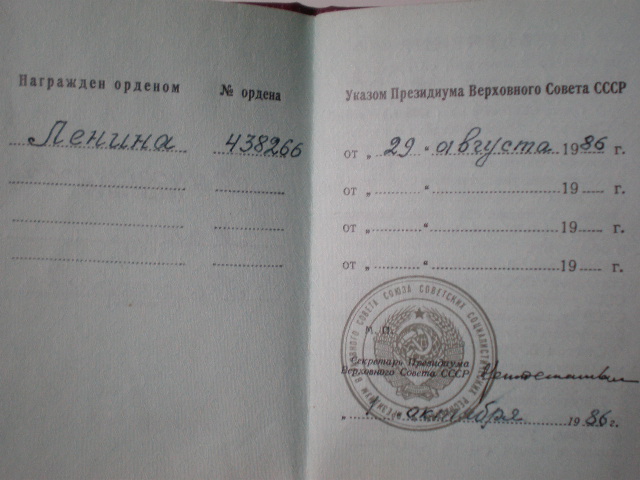 Награжден орденом
№ ордена
Ленина
438266
Указом Президиума Верховного Совета СССР
от „ 29 " августа 1986 г.
от „ " 19 г.
от „ " 19 г.
от „ " 19 г.
М. П.
Секретарь Президиума
Верховного Совета СССР
" октября 1986 г.